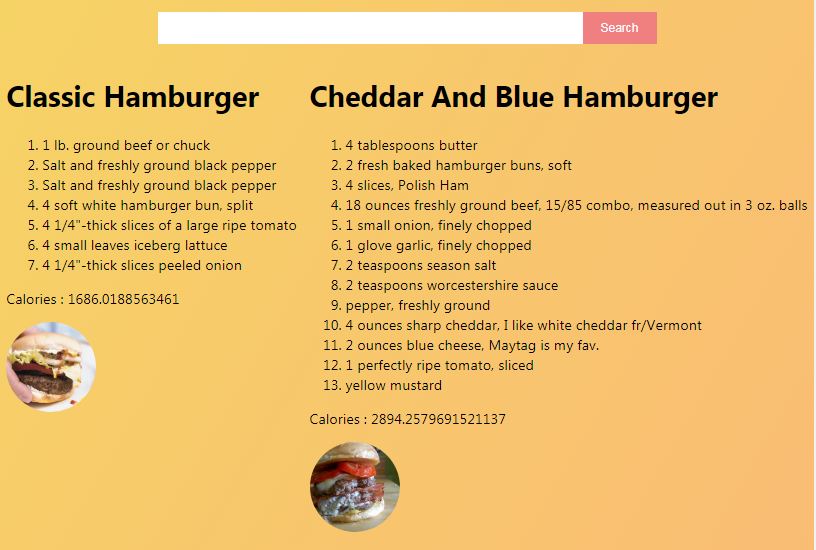 Search
Classic Hamburger
1. 1 lb. ground beef or chuck
2. Salt and freshly ground black pepper
3. Salt and freshly ground black pepper
4. 4 soft white hamburger bun, split
5. 4 1/4"-thick slices of a large ripe tomato
6. 4 small leaves iceberg lattuce
7. 4 1/4"-thick slices peeled onion
Calories : 1686.0188563461
Cheddar And Blue Hamburger
1. 4 tablespoons butter
2. 2 fresh baked hamburger buns, soft
3. 4 slices, Polish Ham
4. 18 ounces freshly ground beef, 15/85 combo, measured out in 3 oz. balls
5. 1 small onion, finely chopped
6. 1 glove garlic, finely chopped
7. 2 teaspoons season salt
8. 2 teaspoons worcestershire sauce
9. pepper, freshly ground
10. 4 ounces sharp cheddar, I like white cheddar fr/Vermont
11. 2 ounces blue cheese, Maytag is my fav.
12. 1 perfectly ripe tomato, sliced
13. yellow mustard
Calories : 2894.2579691521137